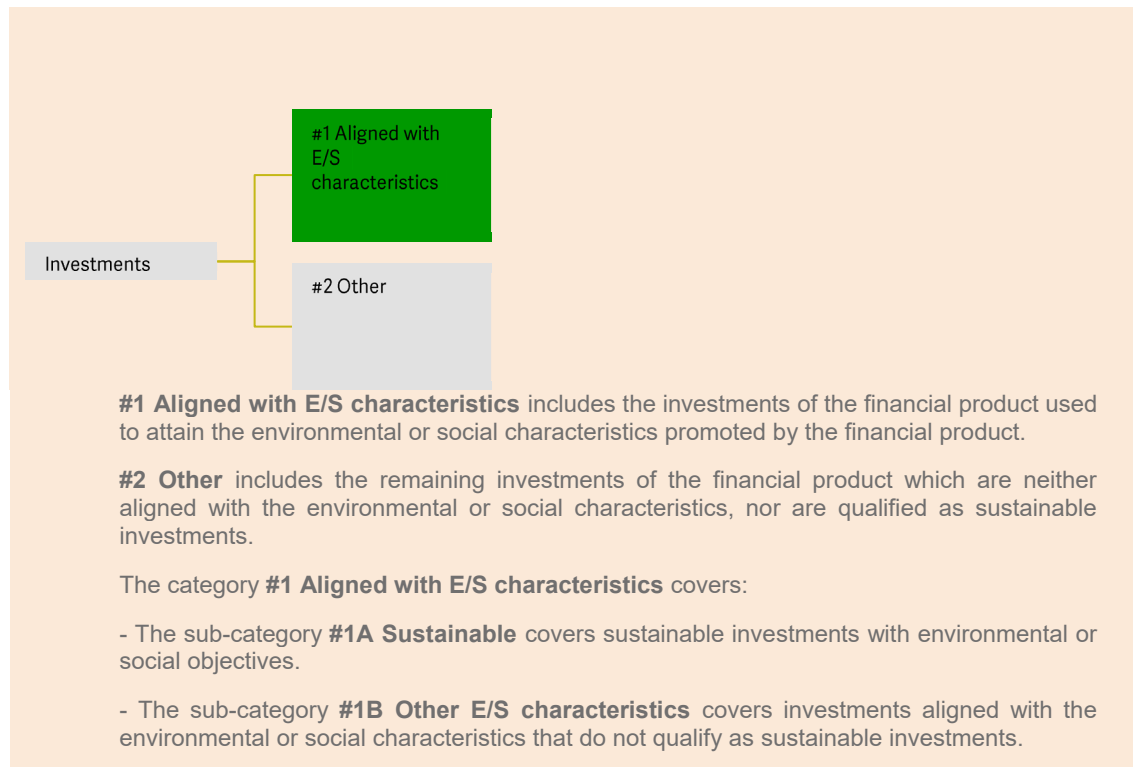 #1 Aligned with
E/S
characteristics
Investments
#2 Other
#1 Aligned with E/S characteristics includes the investments of the financial product used
to attain the environmental or social characteristics promoted by the financial product.
#2 Other includes the remaining investments of the financial product which are neither
aligned with the environmental or social characteristics, nor are qualified as sustainable
investments.
The category #1 Aligned with E/S characteristics covers:
- The sub-category #1A Sustainable covers sustainable investments with environmental or
social objectives.
- The sub-category #1B Other E/S characteristics covers investments aligned with the
environmental or social characteristics that do not qualify as sustainable investments.